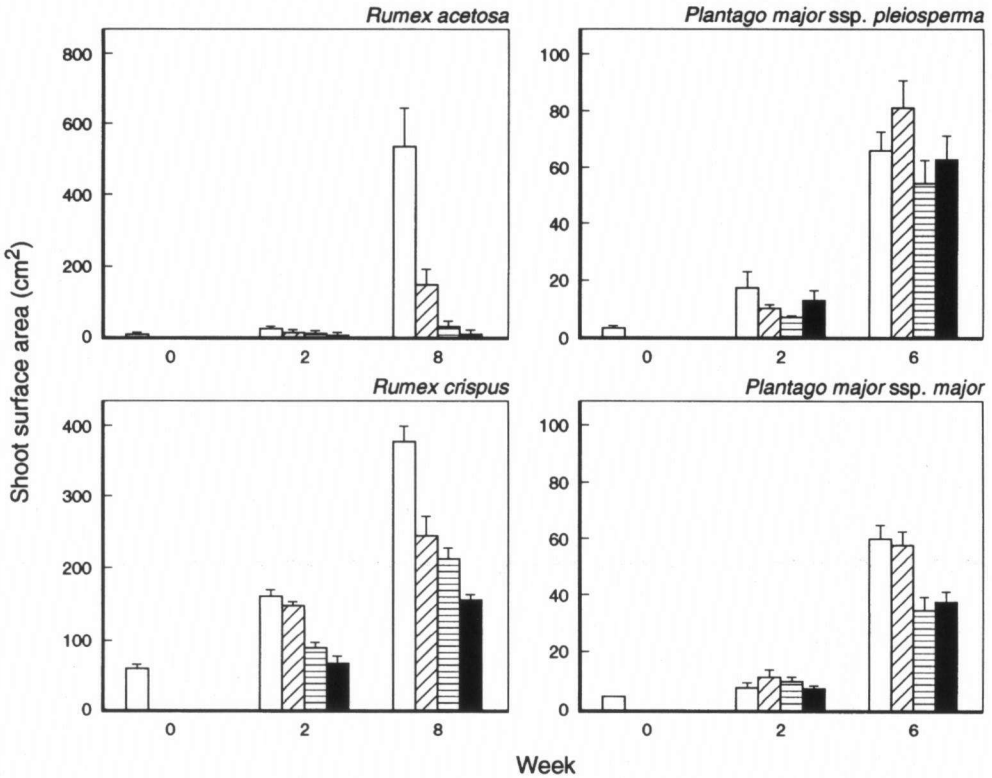 Rumex acetosa
Plantago major ssp. pleiosperma
800
600
400
200
0
100
80
60
40
20
0
0 2 8
0 2 6
Rumex crispus
Plantago major ssp. major
400
300
200
100
0
100
80
60
40
20
0
0 2 8
0 2 6
Shoot surface area (cm²)
Week